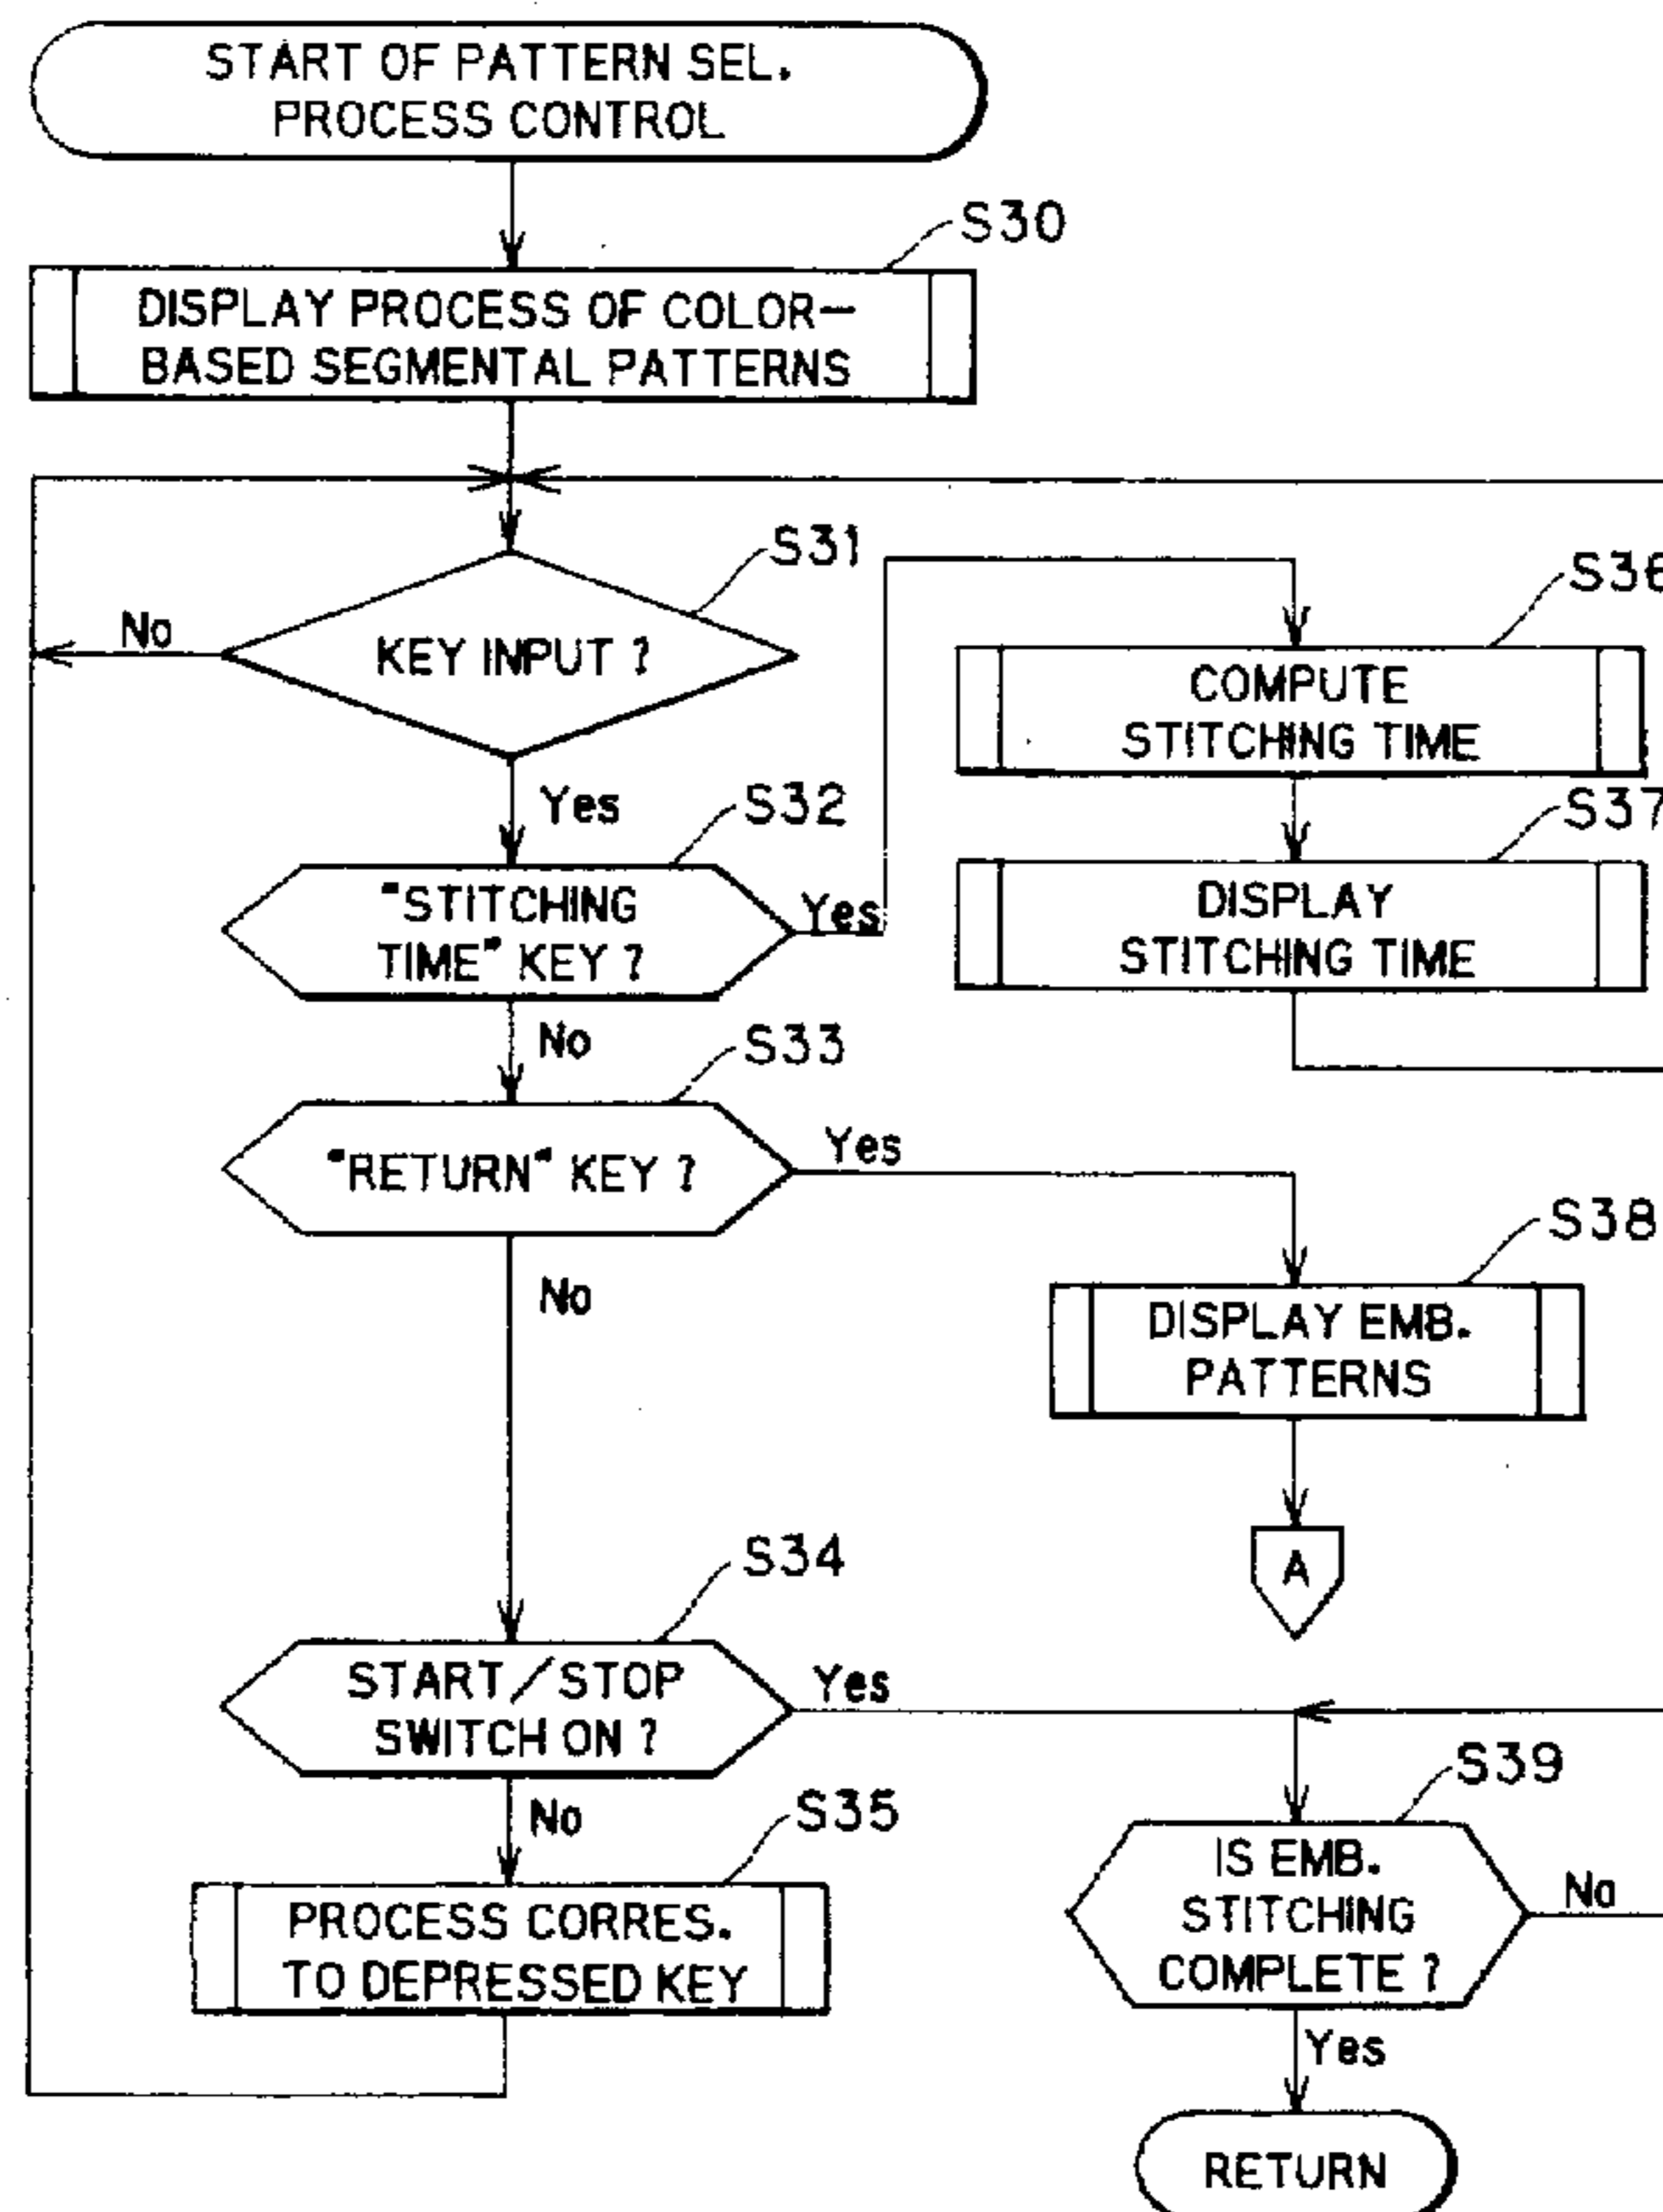 START OF PATTERN SEL.
PROCESS CONTROL
S30
DISPLAY PROCESS OF COLOR-
BASED SEGMENTAL PATTERNS
S31
No
KEY INPUT ?
Yes
S32
"STITCHING
TIME" KEY ?
Yes
No
S36
COMPUTE
STITCHING TIME
S37
DISPLAY
STITCHING TIME
S33
"RETURN" KEY ?
Yes
No
S38
DISPLAY EMB.
PATTERNS
A
S34
START/STOP
SWITCH ON ?
Yes
No
S35
PROCESS CORRES.
TO DEPRESSED KEY
S39
IS EMB.
STITCHING
COMPLETE ?
No
Yes
RETURN